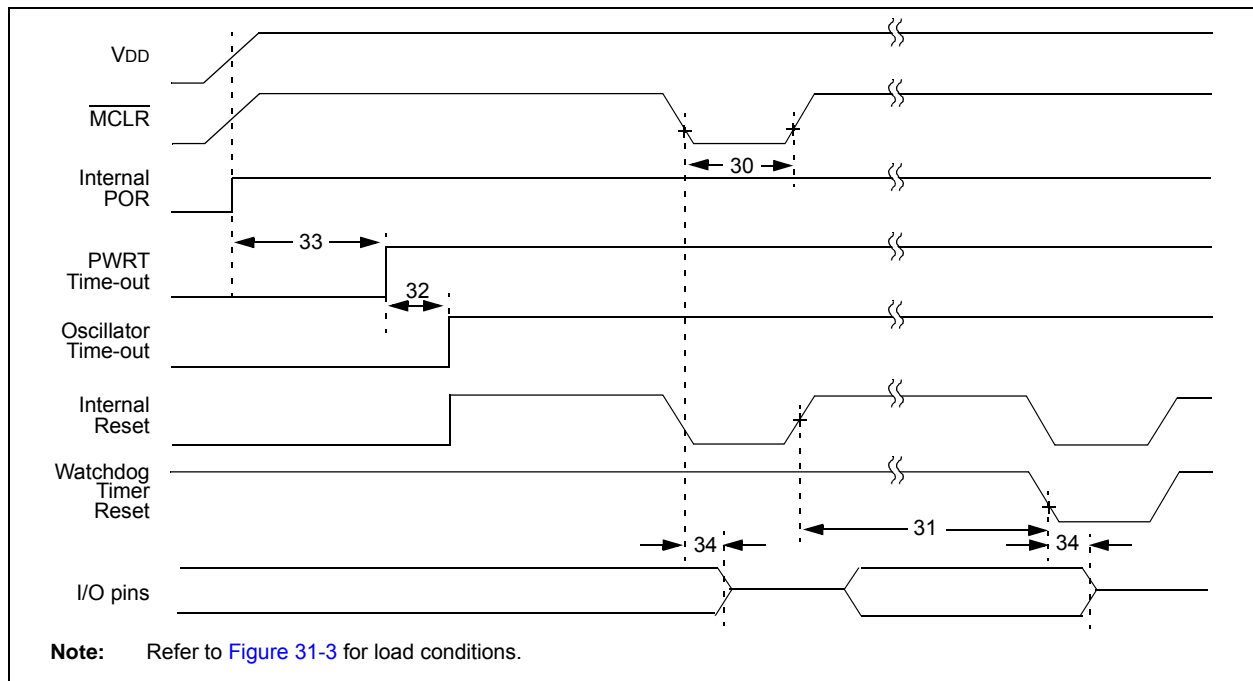 VDD
MCLR
30
Internal
POR
33
PWRT
Time-out
32
Oscillator
Time-out
Internal
Reset
Watchdog
Timer
Reset
31
34
34
I/O pins
Note: Refer to Figure 31-3 for load conditions.